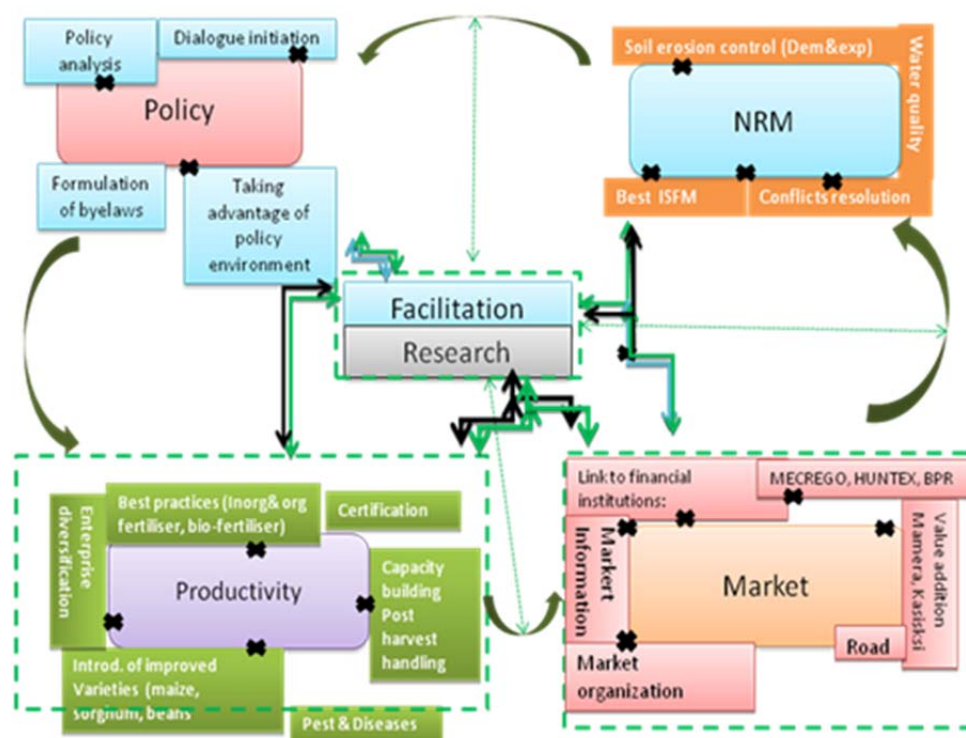 Policy
analysis
Dialogue initiation
Policy
Formulation
of byelaws
Taking
advantage of
policy
environment
Soil erosion control (Dem&exp)
Water quality
NRM
Best ISFM
Conflicts resolution
Facilitation
Research
Best practices (Inorg& org
fertiliser, bio-fertiliser)
Certification
Enterprise
diversification
Productivity
Capacity
building
Post
harvest
handling
Introd. of improved
Varieties (maize,
sorghum, beans
Pest & Diseases
Link to financial
institutions:
MECREGO, HUNTEX, BPR
Markert
Information
Market
Value addition
Mamera, Kasiski
Road
Market
organization